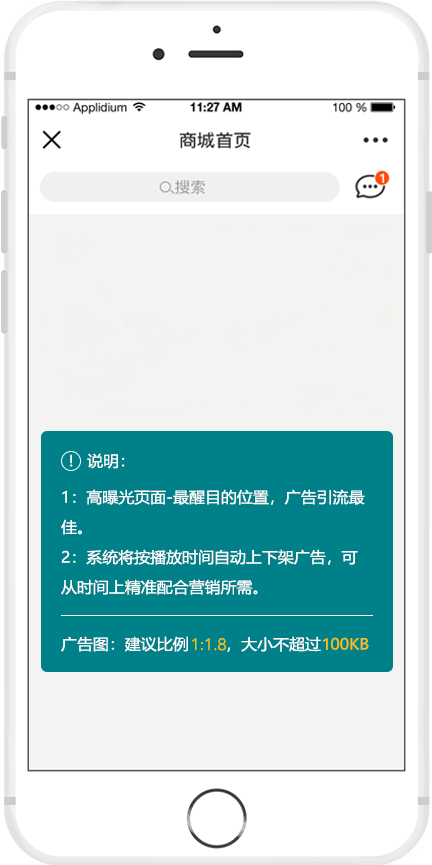 Applidium 11:27 AM 100 %
商城首页
搜索 1
! 说明：
1：高曝光页面-最醒目的位置，广告引流最
佳。
2：系统将按播放时间自动上下架广告，可
从时间上精准配合营销所需。
广告图：建议比例1:1.8，大小不超过100KB